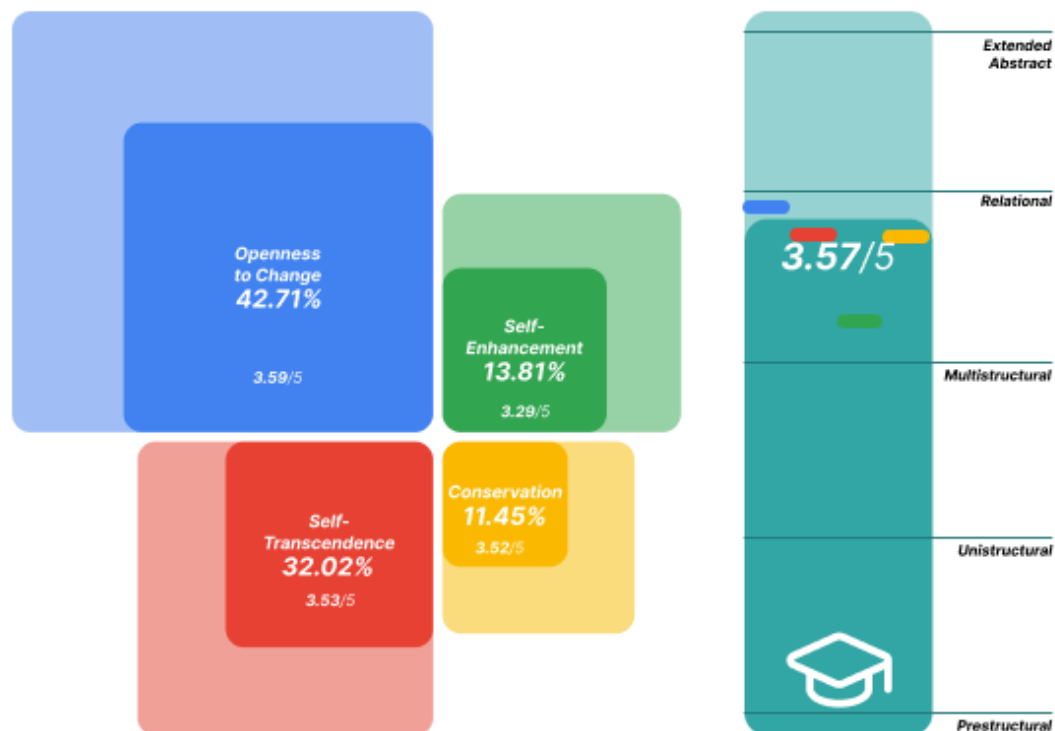 Openness
to Change
42.71%
3.59/5
Self-
Enhancement
13.81%
3.29/5
Self-
Transcendence
32.02%
3.53/5
Conservation
11.45%
3.52/5
Extended
Abstract
Relational
3.57/5
Multistructural
Unistructural
Prestructural